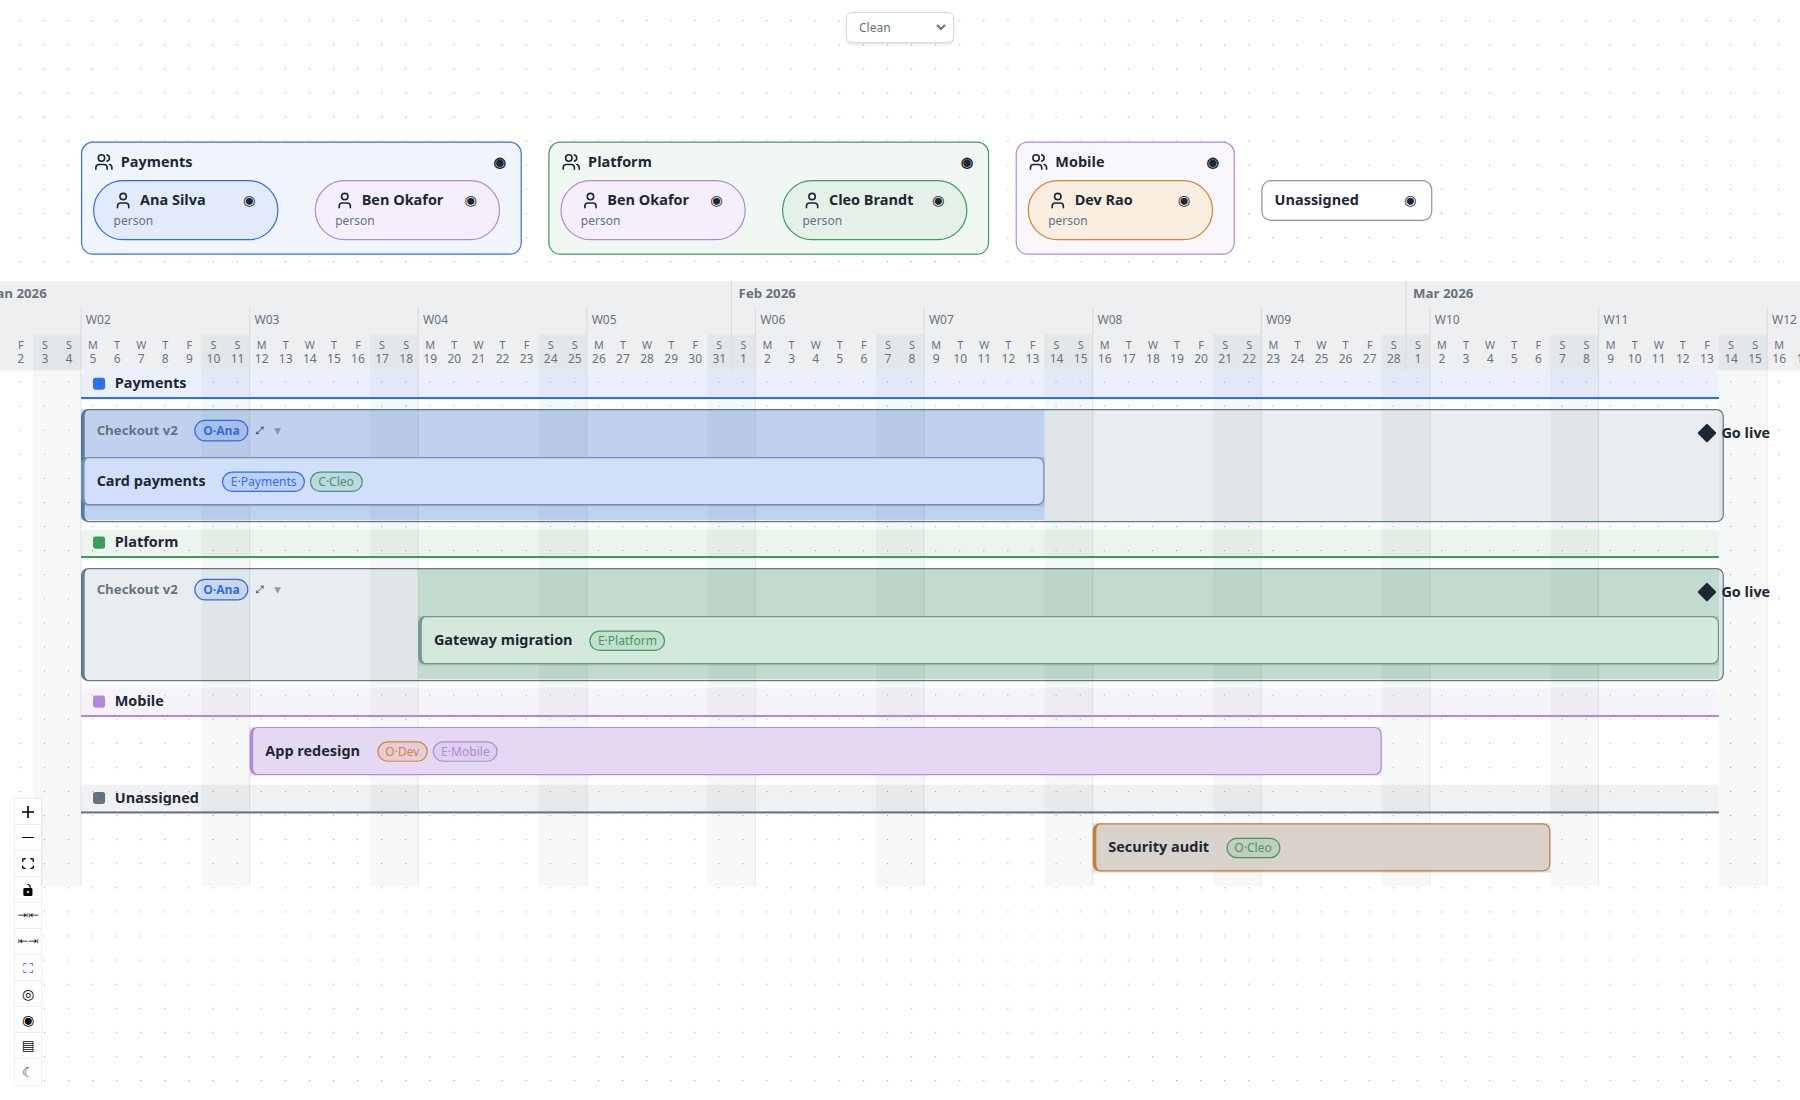 Clean
Payments
Ana Silva
person
Ben Okafor
person
Platform
Ben Okafor
person
Cleo Brandt
person
Mobile
Dev Rao
person
Unassigned
an 2026 Feb 2026 Mar 2026
W02 W03 W04 W05 W06 W07 W08 W09 W10 W11 W12
F S S M T W T F S S M T W T F S S M T W T F S S M T W T F S S M T W T F S S M T W T F S S M T W T F S S M T W T F S S M T W T F S S M T W T F S S M
2 3 4 5 6 7 8 9 10 11 12 13 14 15 16 17 18 19 20 21 22 23 24 25 26 27 28 29 30 31 1 2 3 4 5 6 7 8 9 10 11 12 13 14 15 16 17 18 19 20 21 22 23 24 25 26 27 28 1 2 3 4 5 6 7 8 9 10 11 12 13 14 15 16
Payments
Checkout v2 O·Ana
Go live
Card payments E·Payments C·Cleo
Platform
Checkout v2 O·Ana
Go live
Gateway migration E·Platform
Mobile
App redesign O·Dev E·Mobile
Unassigned
Security audit O·Cleo